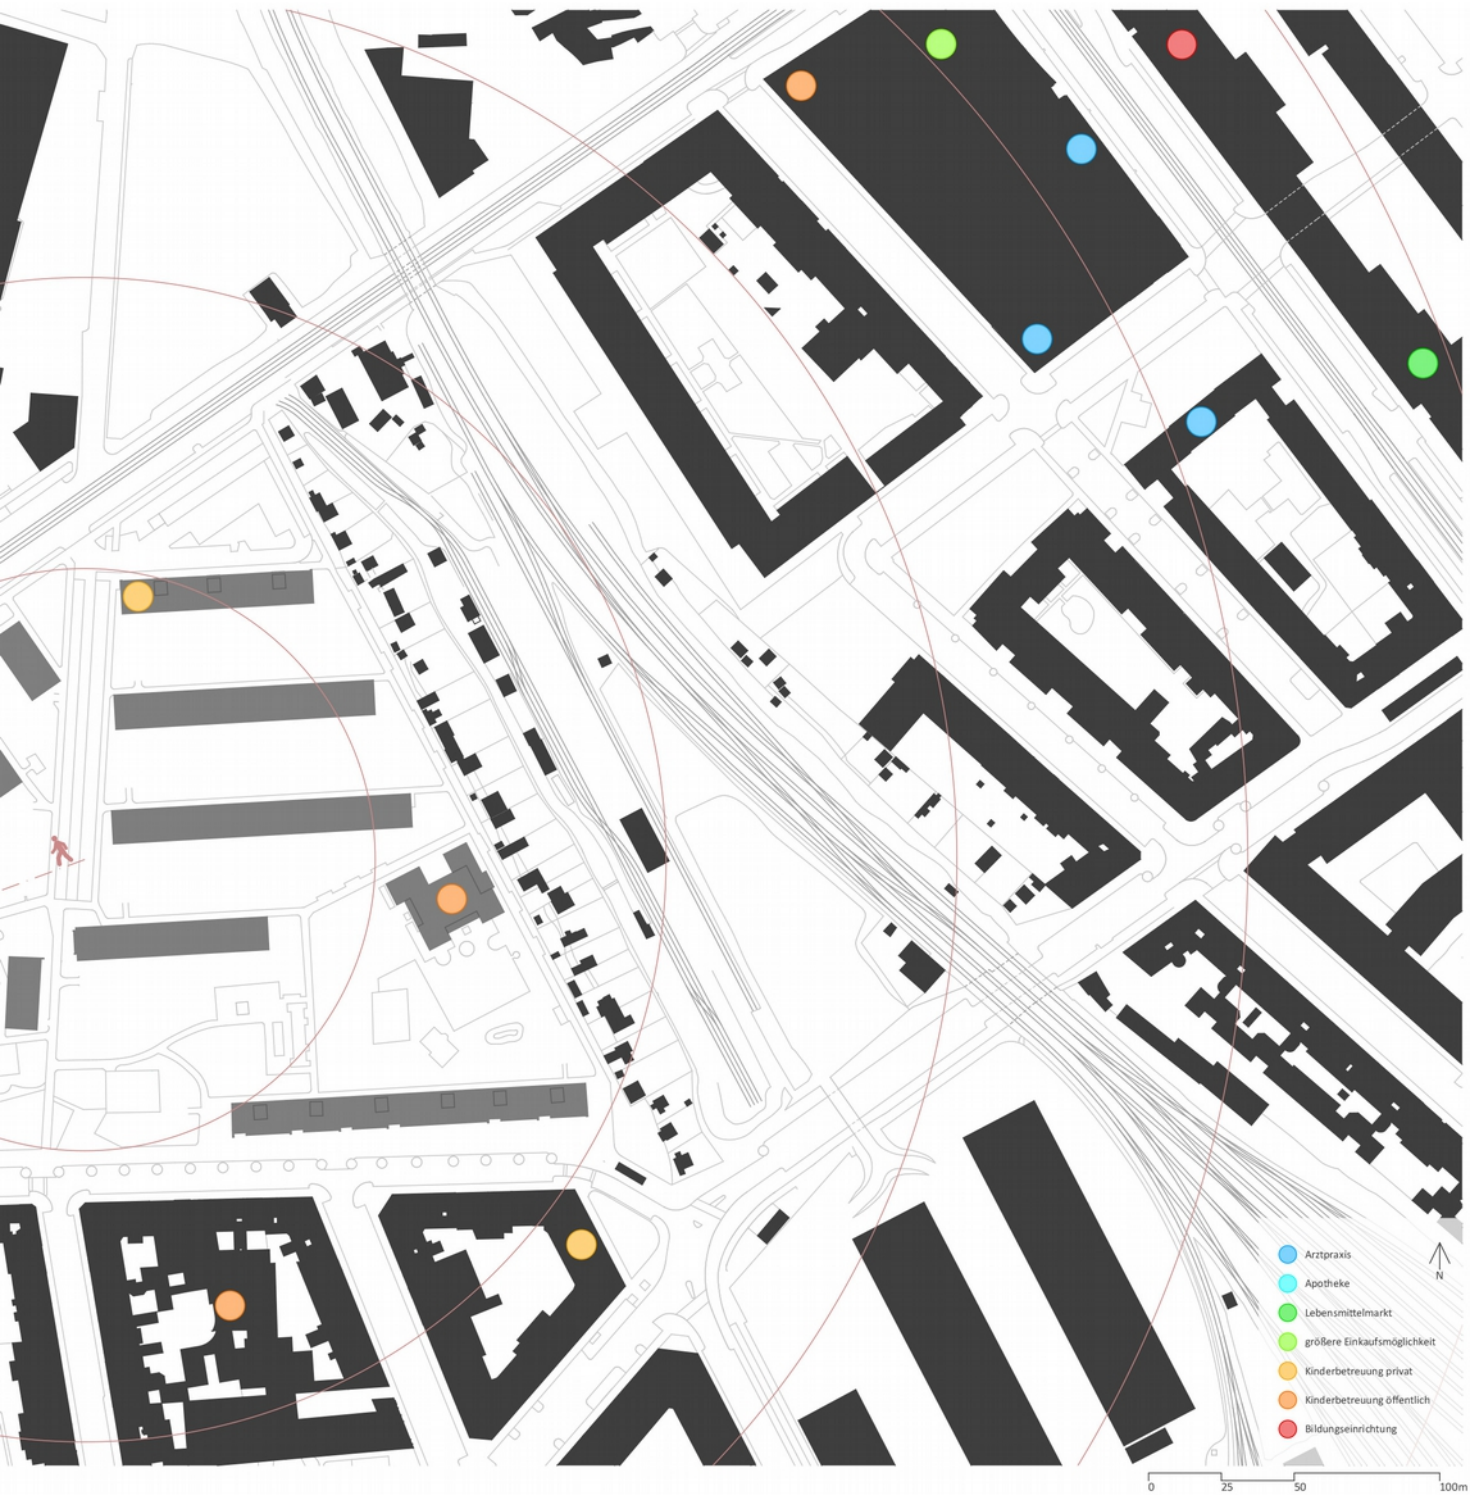 Arztpraxis
Apotheke
N
Lebensmittelmarkt
größere Einkaufsmöglichkeit
Kinderbetreuung privat
Kinderbetreuung öffentlich
Bildungseinrichtung
0 25 50 100m